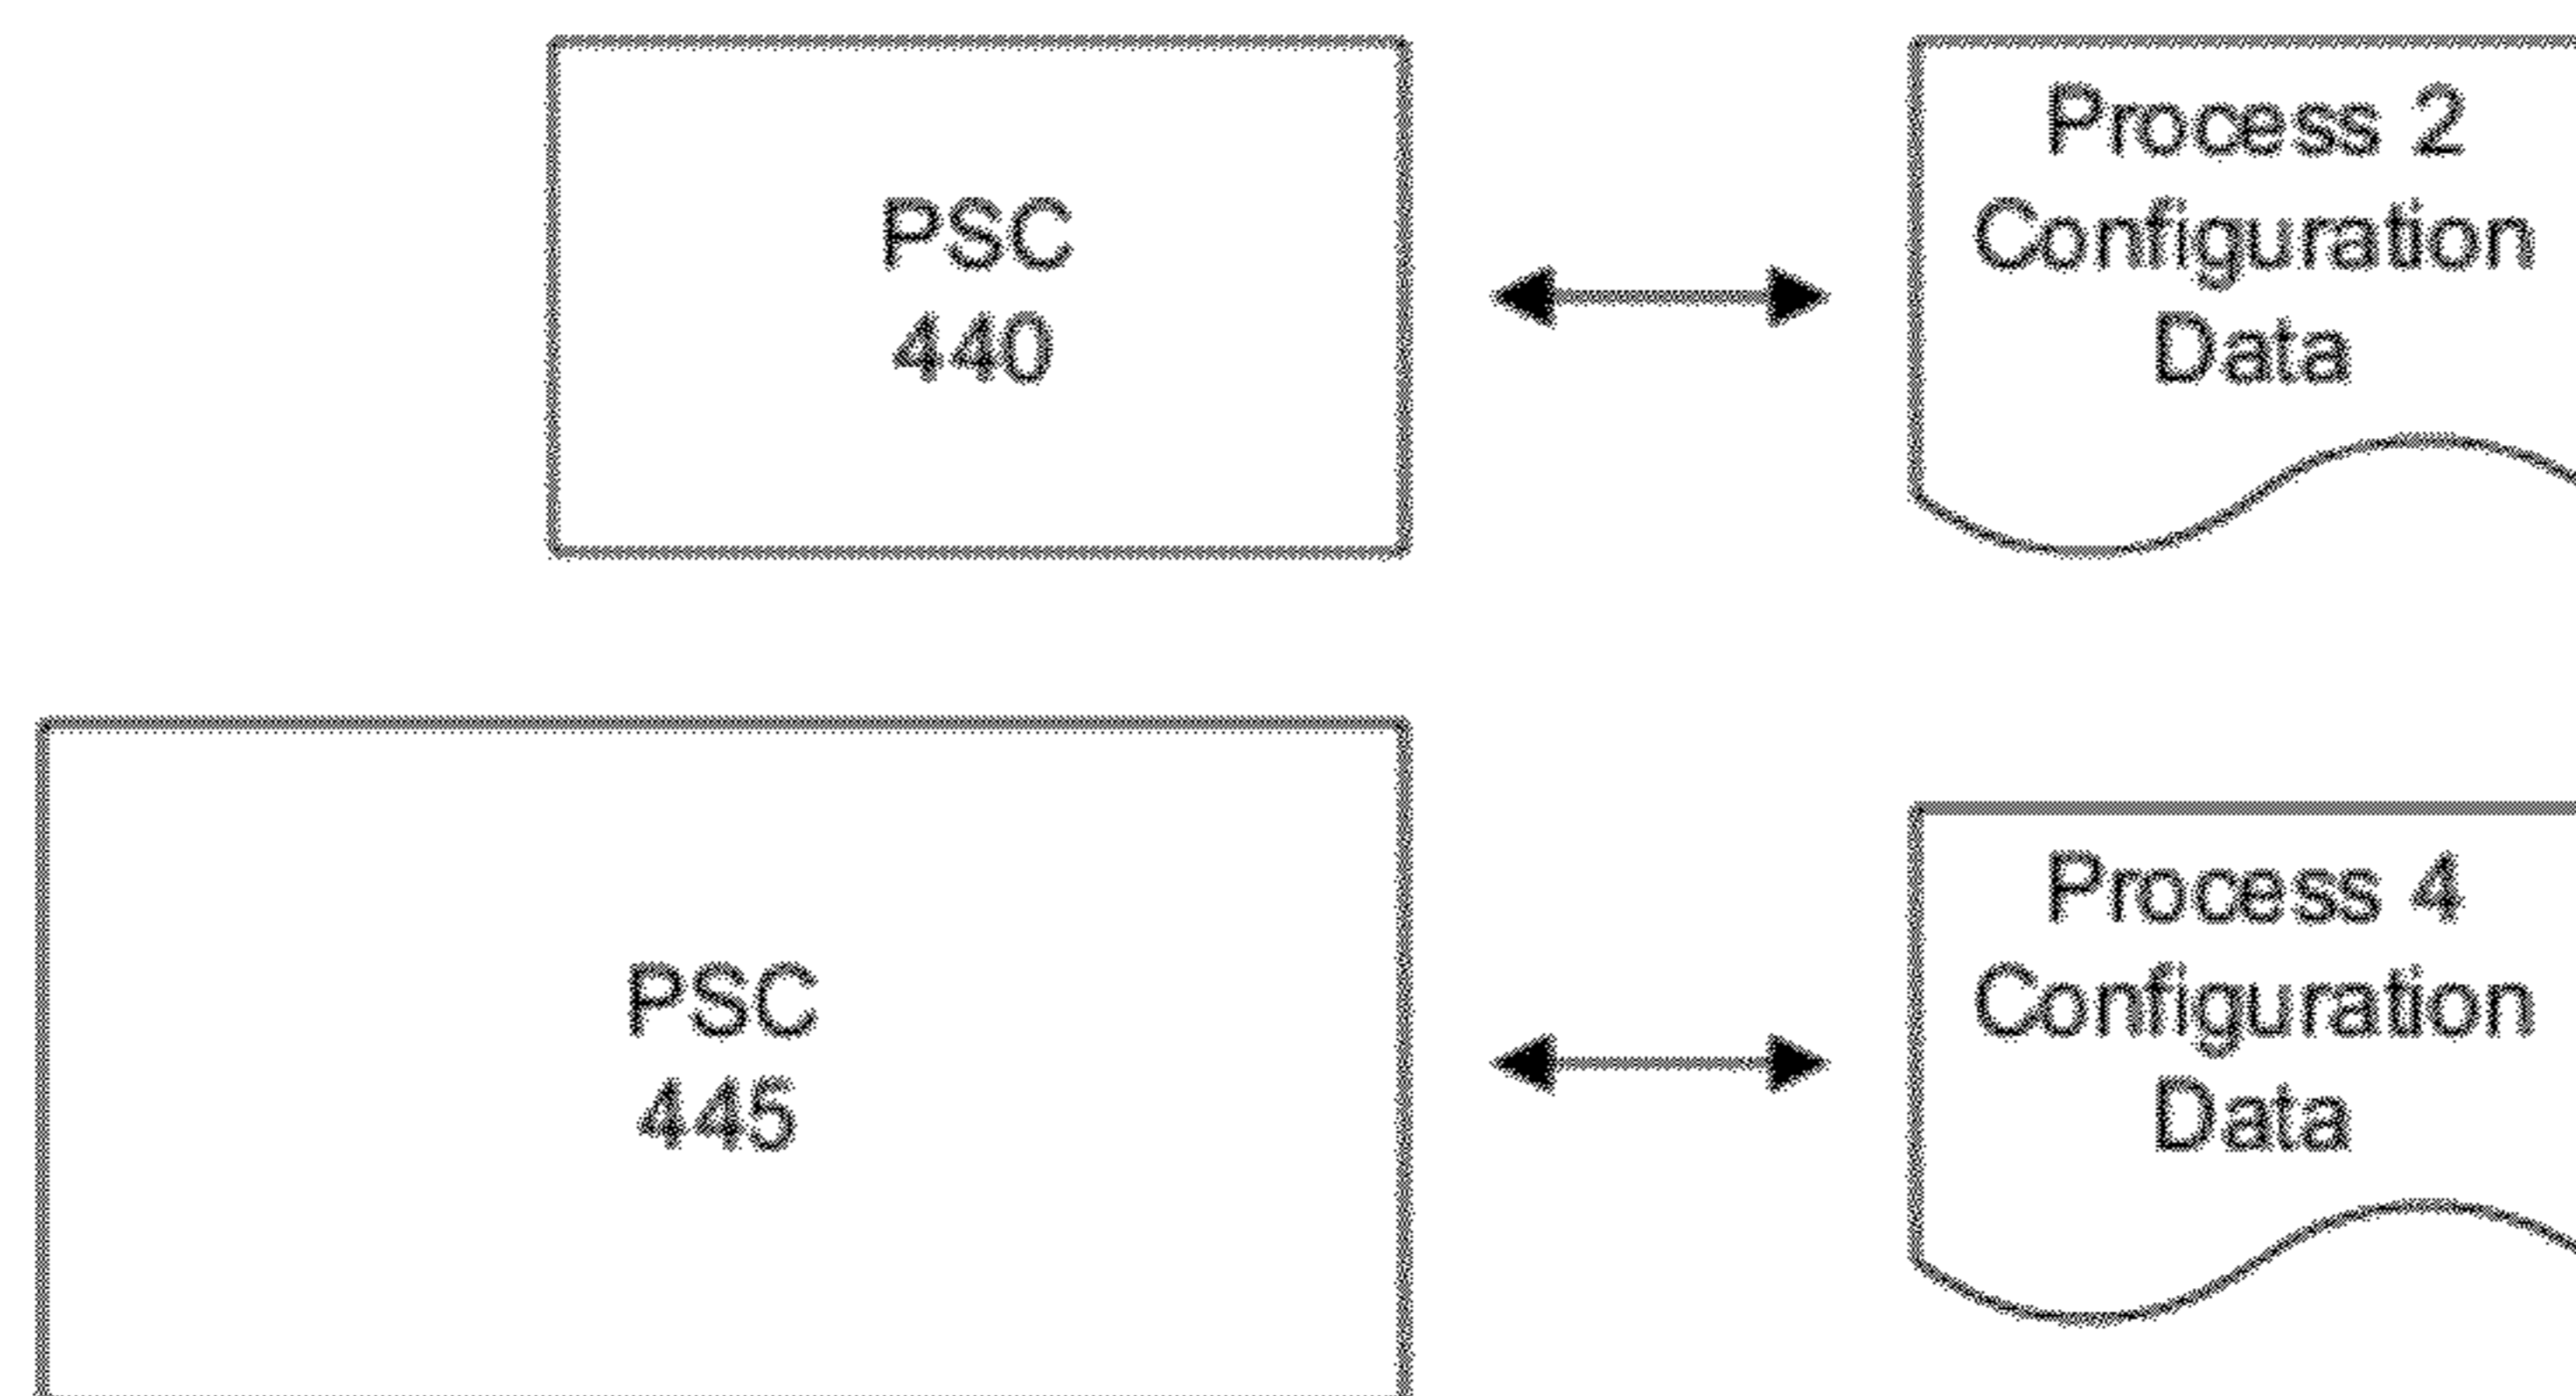 PSC
440
Process 2
Configuration
Data
PSC
445
Process 4
Configuration
Data